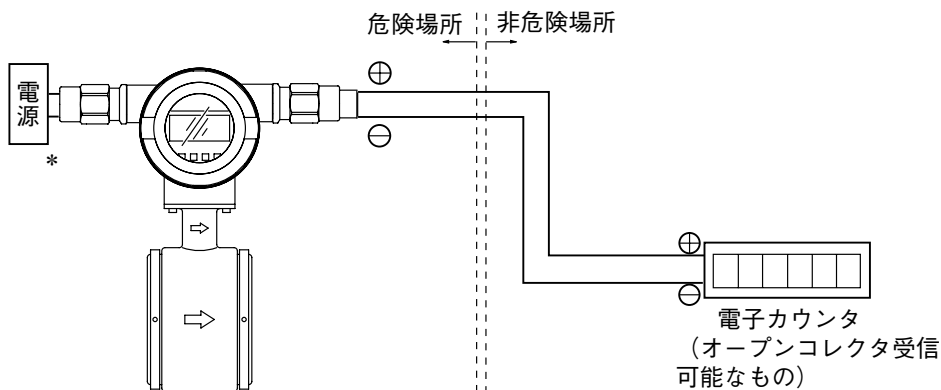 危険場所
非危険場所
電源
*
電子カウンタ
（オープンコレクタ受信
可能なもの）